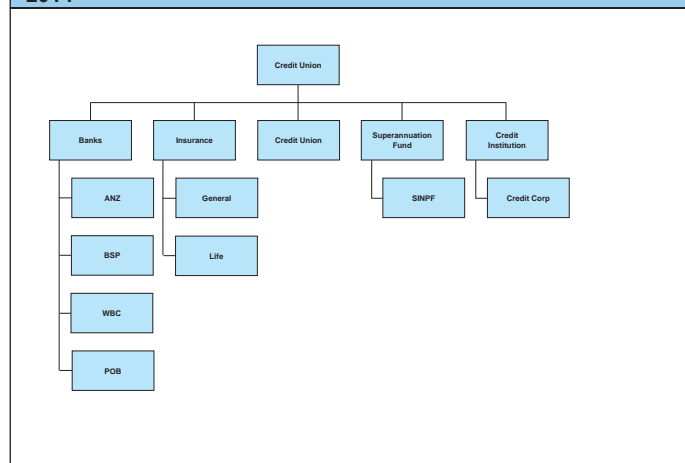 Credit Union
Banks
Insurance
Credit Union
Superannuation
Fund
Credit
Institution
ANZ
General
SINPF
Credit Corp
BSP
Life
WBC
POB